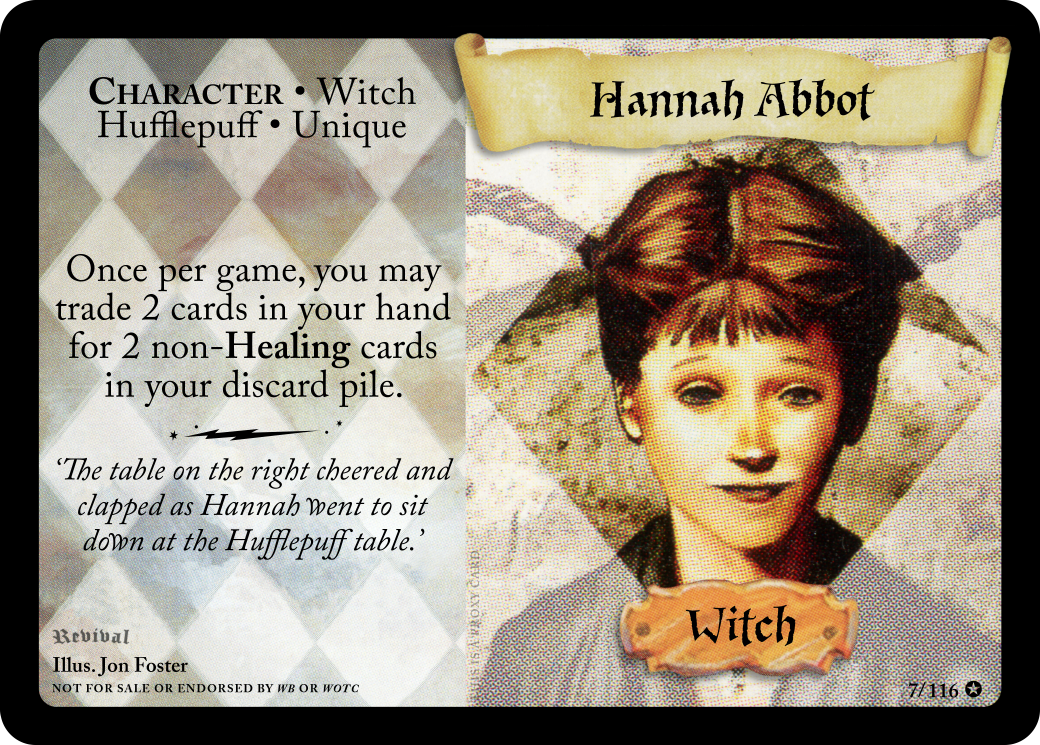 CHARACTER • Witch
Hufflepuff • Unique
Hannah Abbot
Once per game, you may
trade 2 cards in your hand
for 2 non-Healing cards
in your discard pile.
‘The table on the right cheered and
clapped as Hannah went to sit
down at the Hufflepuff table.’
Revival
Illus. Jon Foster
NOT FOR SALE OR ENDORSED BY WB OR WOTC
PROXY CARD
Witch
7/116